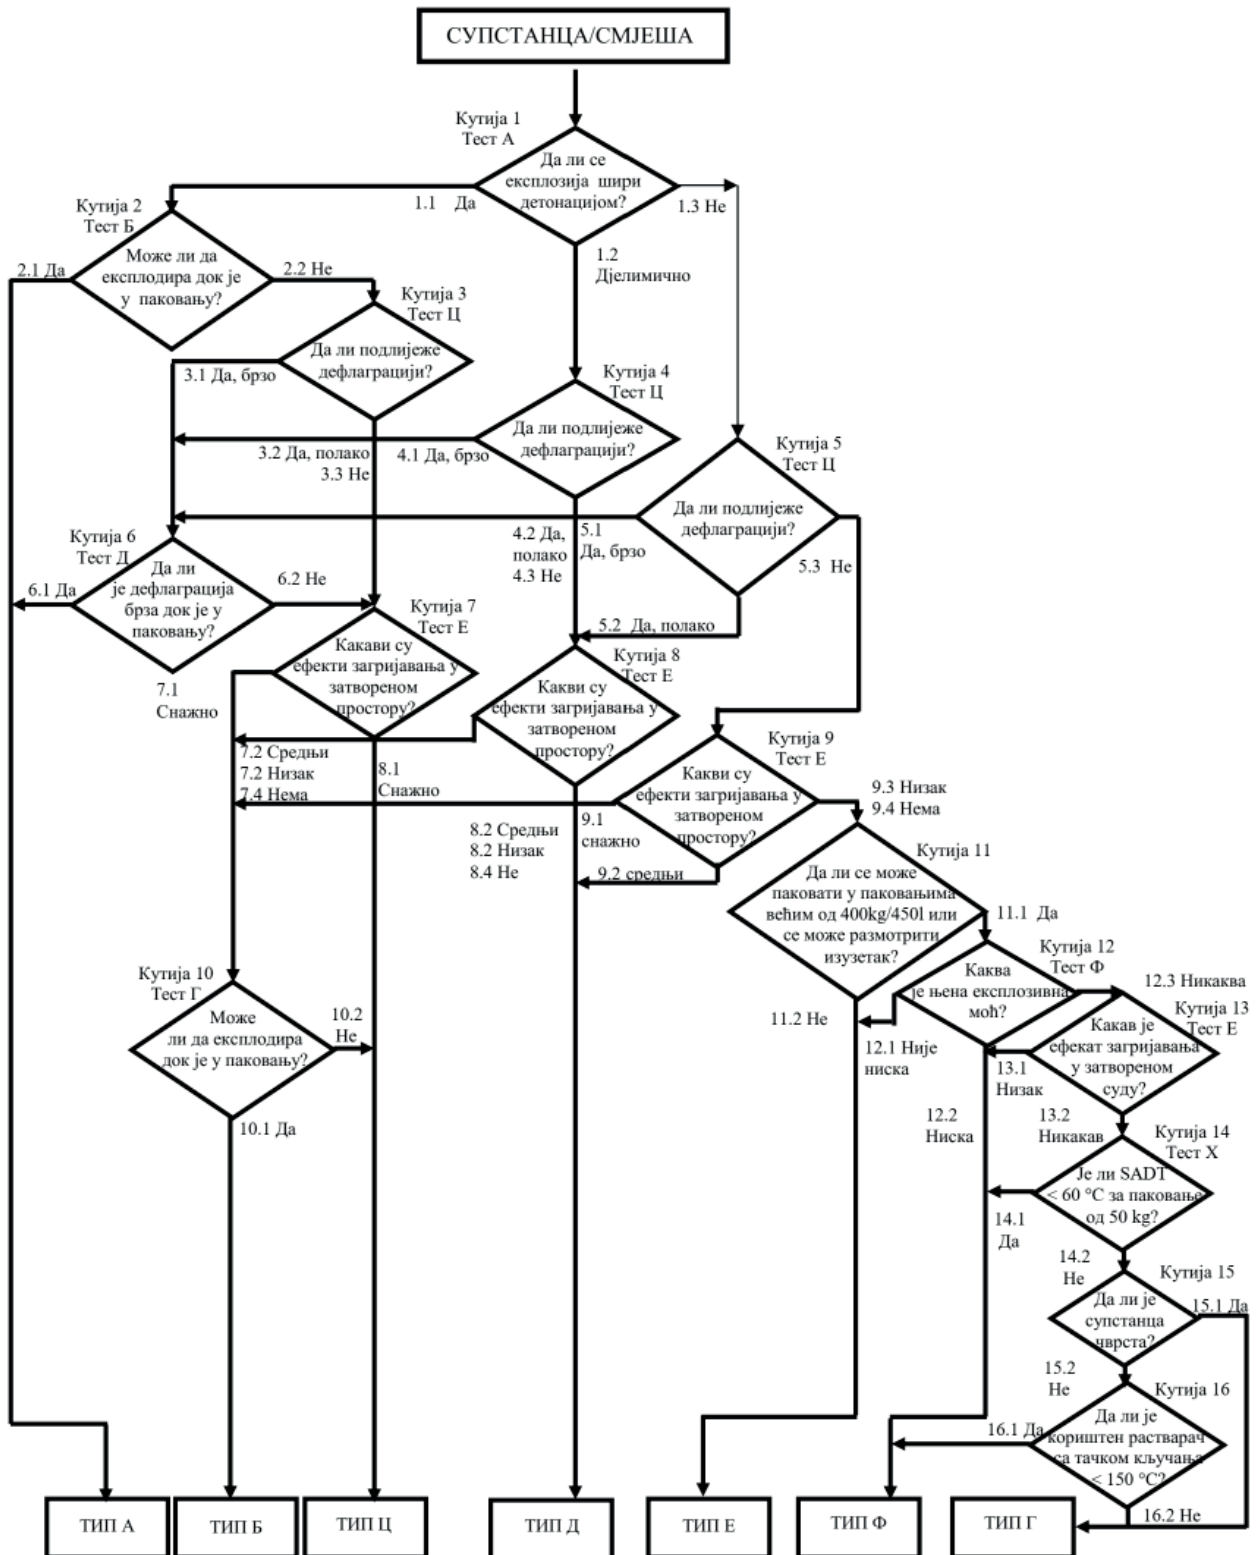 СУПСТАНЦА/СМЈЕША
Кутија 1
Тест А
Да ли се
експлозија шири
детонацијом?
1.1 Да
1.3 Не
1.2
Дјелимично
Кутија 2
Тест Б
Може ли да
експлодира док је
у паковању?
2.1 Да
2.2 Не
Кутија 3
Тест Ц
Да ли подлијеже
дефлаграцији?
3.1 Да, брзо
3.2 Да, полако
3.3 Не
Кутија 4
Тест Ц
Да ли подлијеже
дефлаграцији?
4.1 Да, брзо
4.2 Да,
полако
4.3 Не
Кутија 5
Тест Ц
Да ли подлијеже
дефлаграцији?
5.1
Да, брзо
5.3 Не
5.2 Да, полако
Кутија 6
Тест Д
Да ли
је дефлаграција
брза док је у
паковању?
6.1 Да
6.2 Не
Кутија 7
Тест Е
Какави су
ефекти загријавања у
затвореном
простору?
7.1
Снажно
7.2 Средњи
7.2 Низак
7.4 Нема
Кутија 8
Тест Е
Какви су
ефекти загријавања у
затвореном
простору?
8.1
Снажно
8.2 Средњи
8.2 Низак
8.4 Не
Кутија 9
Тест Е
Какви су
ефекти загријавања у
затвореном
простору?
9.1
снажно
9.2 средњи
9.3 Низак
9.4 Нема
Кутија 10
Тест Г
Може
ли да експлодира
док је у паковању?
10.2
Не
10.1 Да
Кутија 11
Да ли се може
паковати у паковањима
већим од 400kg/450l или
се може размотрити
изузетак?
11.1 Да
11.2 Не
Кутија 12
Тест Ф
Каква
је њена експлозивна
моћ?
12.3 Никаква
12.1 Није
ниска
12.2
Ниска
Кутија 13
Тест Е
Какав је
ефекат загријавања
у затвореном
суду?
13.1
Низак
13.2
Никакав
Кутија 14
Тест Х
Је ли SADT
< 60 °C за паковање
од 50 kg?
14.1
Да
14.2
Не
Кутија 15
Да ли је
супстанца
чврста?
15.1 Да
15.2
Не
Кутија 16
Да ли је
кориштен растварач
са тачком кључања
< 150 °C?
16.1 Да
16.2 Не
ТИП А
ТИП Б
ТИП Ц
ТИП Д
ТИП Е
ТИП Ф
ТИП Г